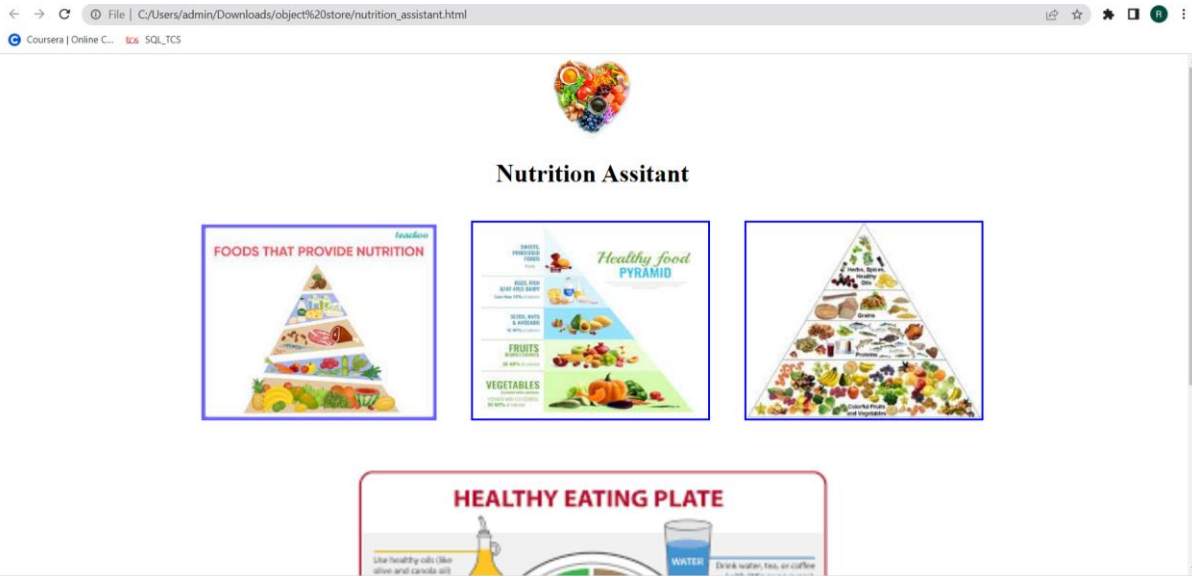 File | C:/Users/admin/Downloads/object%20store/nutrition_assistant.html
R
Coursera | Online C...
tcs SQL_TCS
Nutrition Assitant
teachoo
FOODS THAT PROVIDE NUTRITION
Healthy food
PYRAMID
SWEETS,
PROCESSED
FOODS
EGGS, FISH
SEEDS, NUTS
& AVOCADO
FRUITS
VEGETABLES
Herbs, Spices,
Healthy
Oils
Grains
Proteins
Colorful Fruits
and Vegetables
HEALTHY EATING PLATE
Use healthy oils (like
olive and canola oil)
WATER
Drink water, tea, or coffee